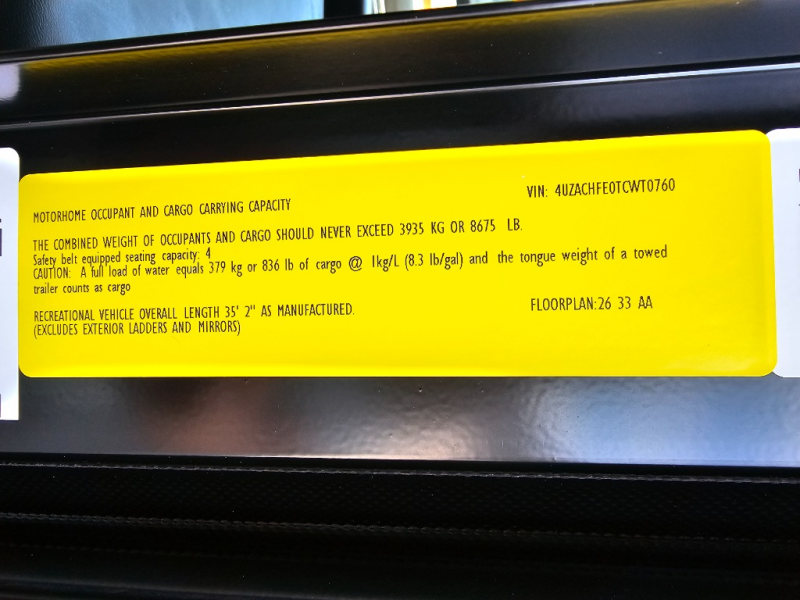 VIN: 4UZACHFE0TCWT0760
MOTORHOME OCCUPANT AND CARGO CARRYING CAPACITY
THE COMBINED WEIGHT OF OCCUPANTS AND CARGO SHOULD NEVER EXCEED 3935 KG OR 8675 LB.
Safety belt equipped seating capacity: 4
CAUTION: A full load of water equals 379 kg or 836 lb of cargo @ 1kg/L (8.3 lb/gal) and the tongue weight of a towed
trailer counts as cargo
RECREATIONAL VEHICLE OVERALL LENGTH 35' 2" AS MANUFACTURED.
(EXCLUDES EXTERIOR LADDERS AND MIRRORS)
FLOORPLAN:26 33 AA